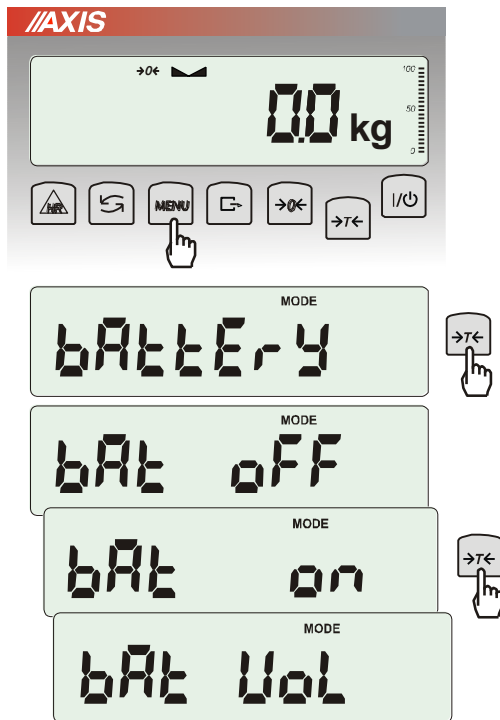 //AXIS
→0← 100
50
0.0 kg
0
HR MENU →0← →T← I/⏻
MODE
bAttErY
→T←
MODE
bAt oFF
MODE
bAt on
→T←
MODE
bAt UoL